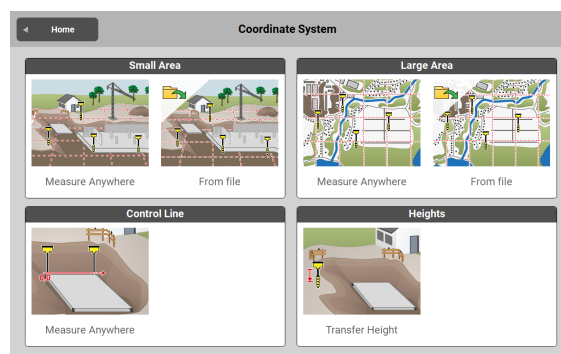 Home
Coordinate System
Small Area
Large Area
Measure Anywhere
From file
Measure Anywhere
From file
Control Line
Heights
Measure Anywhere
Transfer Height